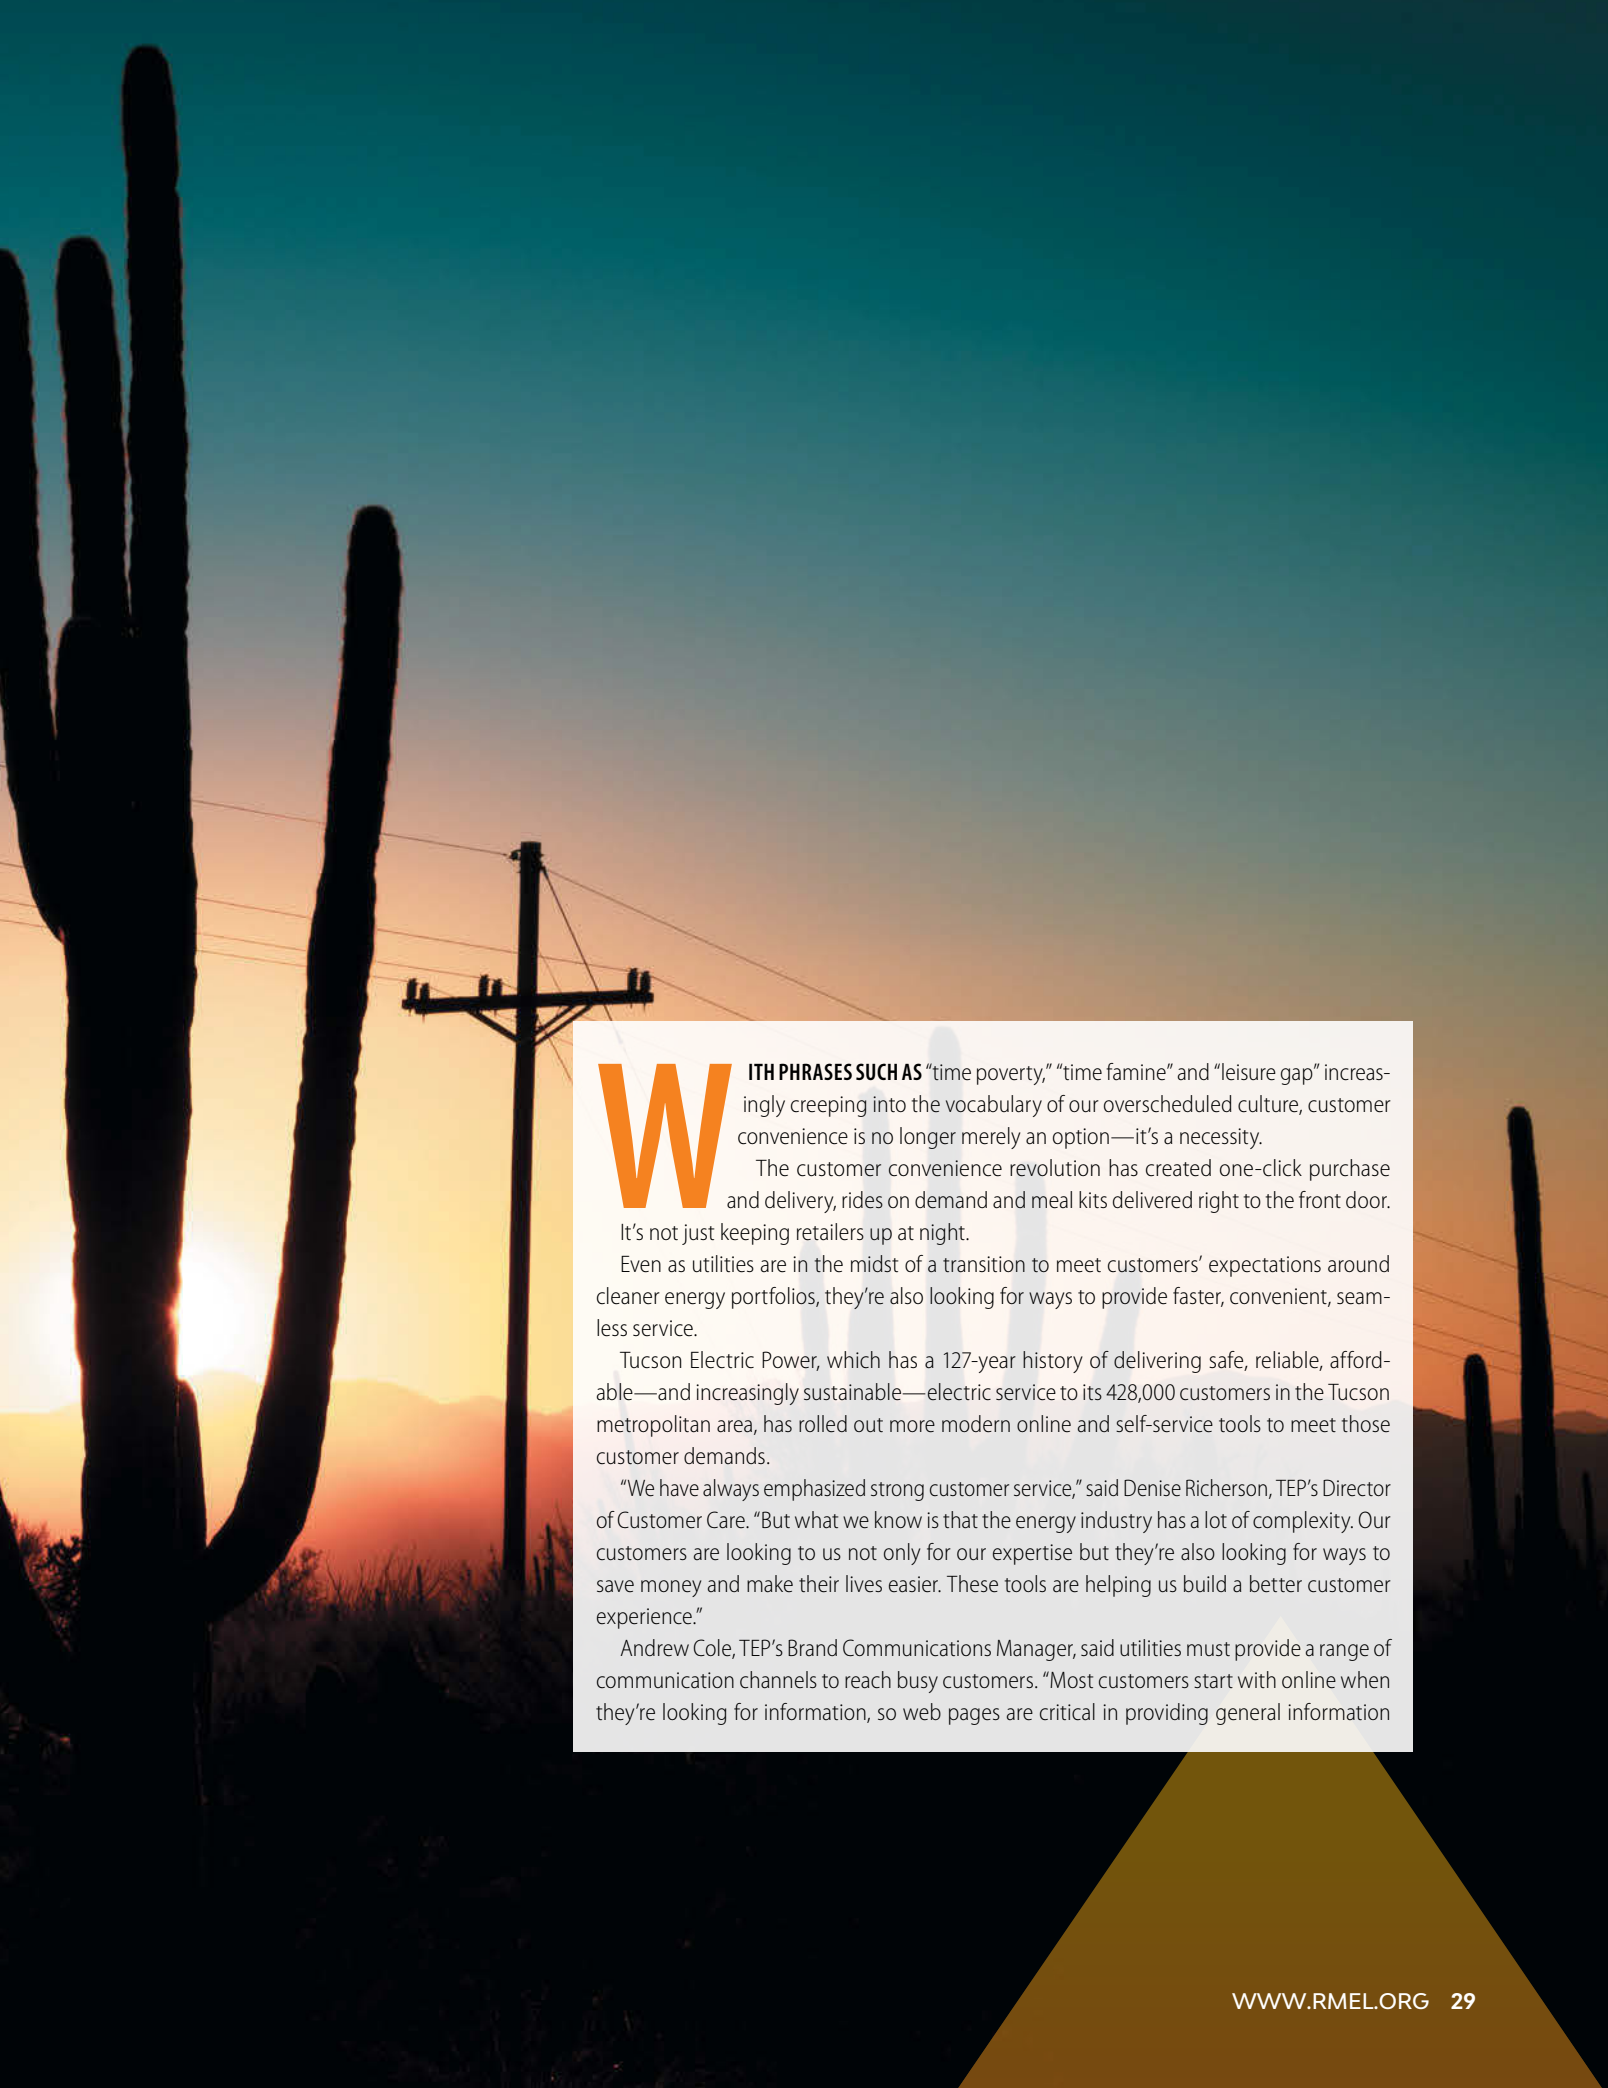 WITH PHRASES SUCH AS “time poverty,” “time famine” and “leisure gap” increas-
ingly creeping into the vocabulary of our overscheduled culture, customer
convenience is no longer merely an option—it’s a necessity.
The customer convenience revolution has created one-click purchase
and delivery, rides on demand and meal kits delivered right to the front door.
It’s not just keeping retailers up at night.
Even as utilities are in the midst of a transition to meet customers’ expectations around
cleaner energy portfolios, they’re also looking for ways to provide faster, convenient, seam-
less service.
Tucson Electric Power, which has a 127-year history of delivering safe, reliable, afford-
able—and increasingly sustainable—electric service to its 428,000 customers in the Tucson
metropolitan area, has rolled out more modern online and self-service tools to meet those
customer demands.
“We have always emphasized strong customer service,” said Denise Richerson, TEP’s Director
of Customer Care. “But what we know is that the energy industry has a lot of complexity. Our
customers are looking to us not only for our expertise but they’re also looking for ways to
save money and make their lives easier. These tools are helping us build a better customer
experience.”
Andrew Cole, TEP’s Brand Communications Manager, said utilities must provide a range of
communication channels to reach busy customers. “Most customers start with online when
they’re looking for information, so web pages are critical in providing general information
WWW.RMEL.ORG 29